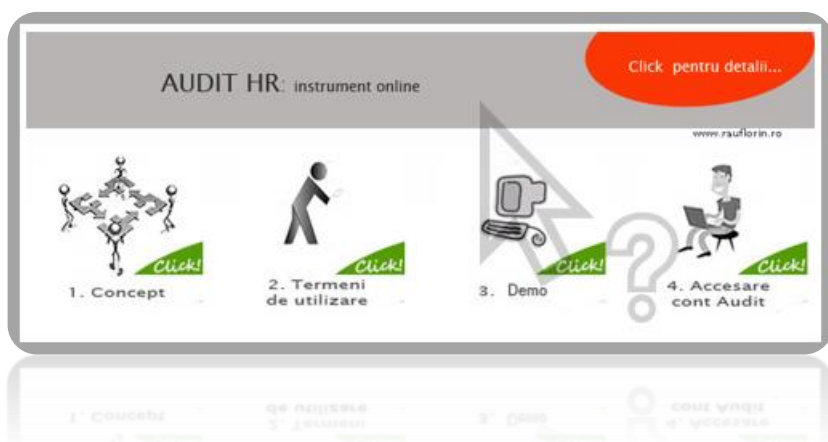 AUDIT HR: instrument online
Click pentru detalii...
www.rauflorin.ro
Click!
Click!
Click!
Click!
1. Concept
2. Termeni
de utilizare
3. Demo
4. Accesare
cont Audit